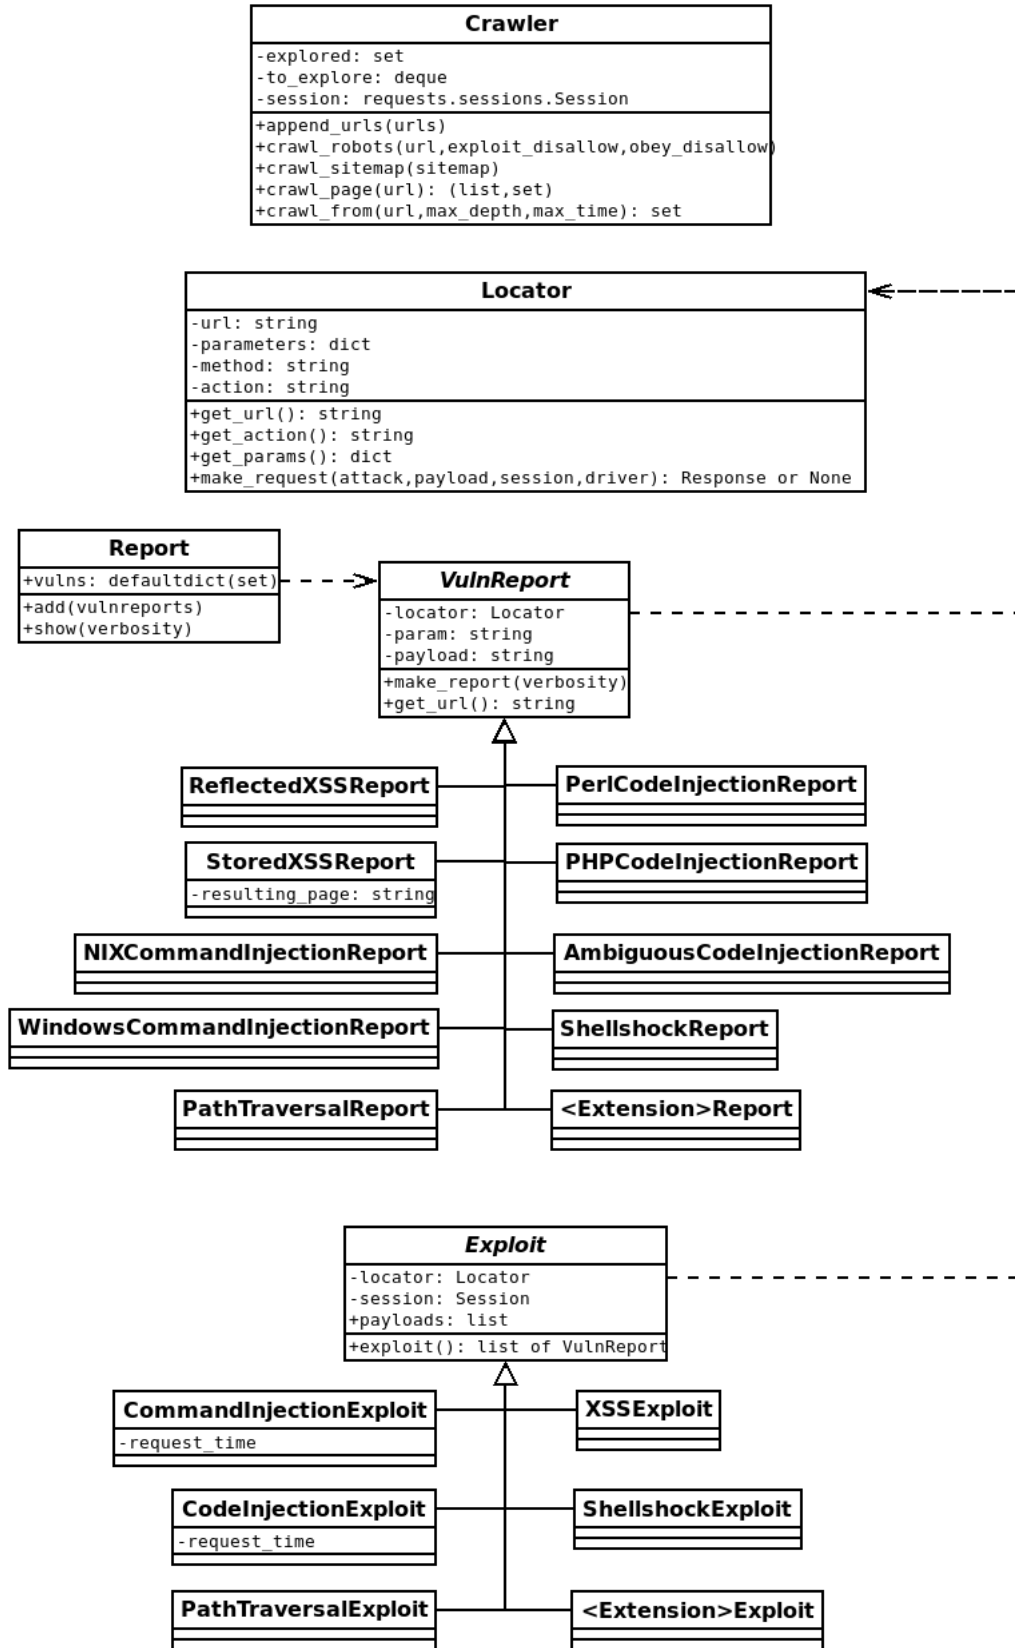 Crawler
-explored: set
-to_explore: deque
-session: requests.sessions.Session
+append_urls(urls)
+crawl_robots(url,exploit_disallow,obey_disallow)
+crawl_sitemap(sitemap)
+crawl_page(url): (list,set)
+crawl_from(url,max_depth,max_time): set
Locator
-url: string
-parameters: dict
-method: string
-action: string
+get_url(): string
+get_action(): string
+get_params(): dict
+make_request(attack,payload,session,driver): Response or None
Report
+vulns: defaultdict(set)
+add(vulnreports)
+show(verbosity)
VulnReport
-locator: Locator
-param: string
-payload: string
+make_report(verbosity)
+get_url(): string
ReflectedXSSReport
PerlCodeInjectionReport
StoredXSSReport
-resulting_page: string
PHPCodeInjectionReport
NIXCommandInjectionReport
AmbiguousCodeInjectionReport
WindowsCommandInjectionReport
ShellshockReport
PathTraversalReport
<Extension>Report
Exploit
-locator: Locator
-session: Session
+payloads: list
+exploit(): list of VulnReport
CommandInjectionExploit
-request_time
XSSExploit
CodeInjectionExploit
-request_time
ShellshockExploit
PathTraversalExploit
<Extension>Exploit